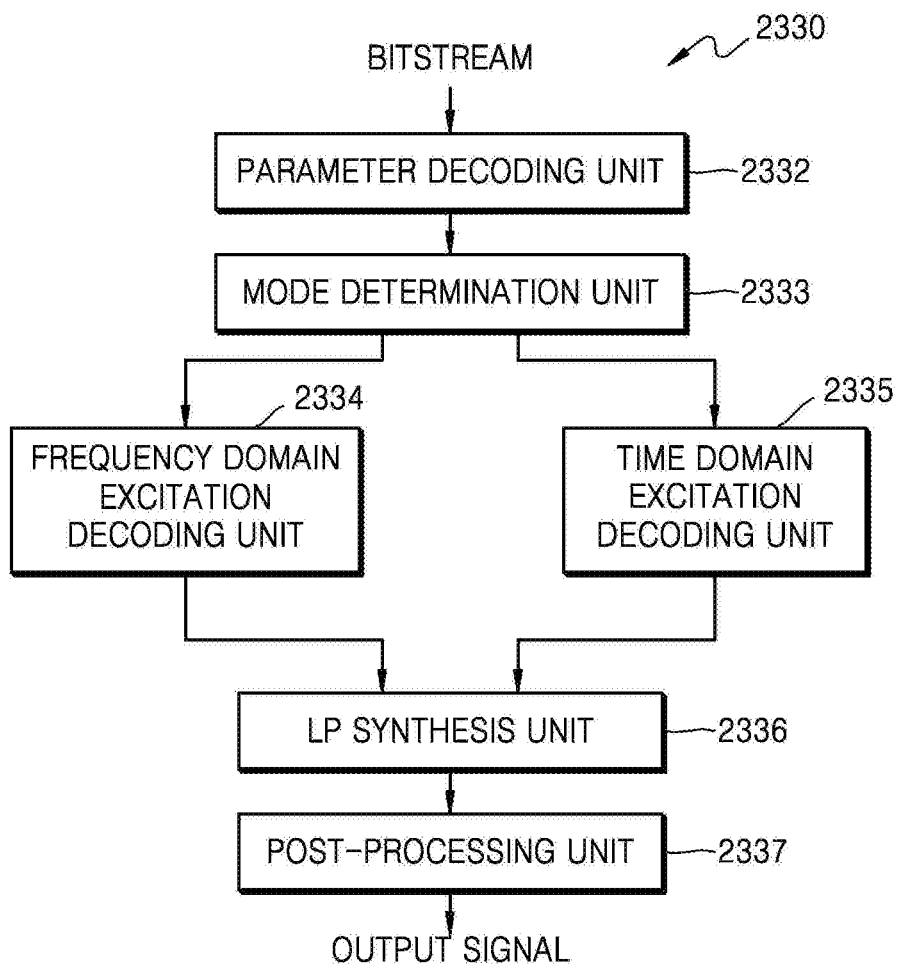 2330
BITSTREAM
PARAMETER DECODING UNIT
2332
MODE DETERMINATION UNIT
2333
2334
2335
FREQUENCY DOMAIN
EXCITATION
DECODING UNIT
TIME DOMAIN
EXCITATION
DECODING UNIT
LP SYNTHESIS UNIT
2336
POST-PROCESSING UNIT
2337
OUTPUT SIGNAL